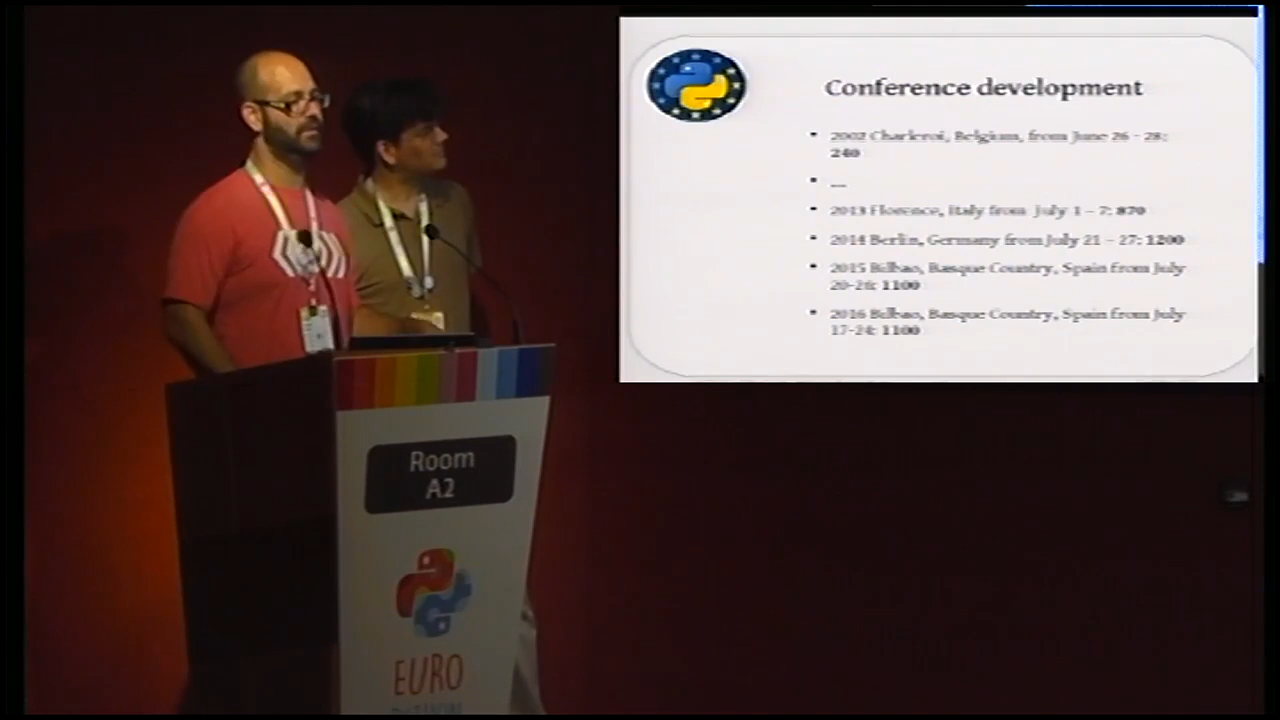 Conference development
• 2002 Charleroi, Belgium, from June 26 - 28:
240
• ...
• 2013 Florence, Italy from July 1 – 7: 870
• 2014 Berlin, Germany from July 21 – 27: 1200
• 2015 Bilbao, Basque Country, Spain from July
20-26: 1100
• 2016 Bilbao, Basque Country, Spain from July
17-24: 1100
Room
A2
EURO